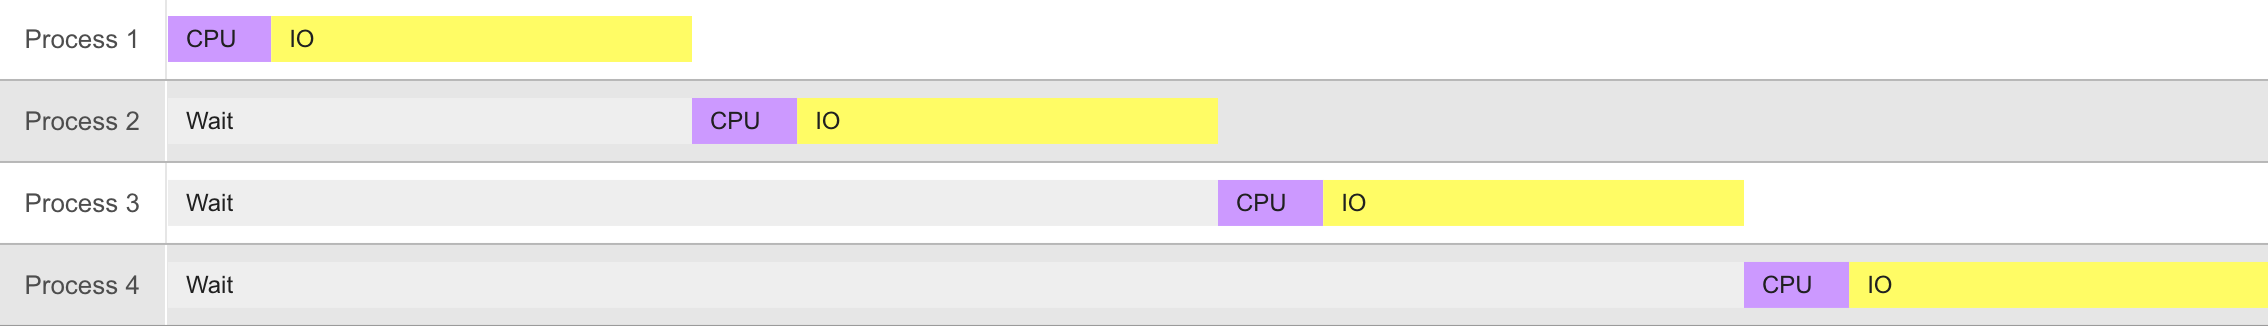 Process 1 CPU IO
Process 2 Wait CPU IO
Process 3 Wait CPU IO
Process 4 Wait CPU IO